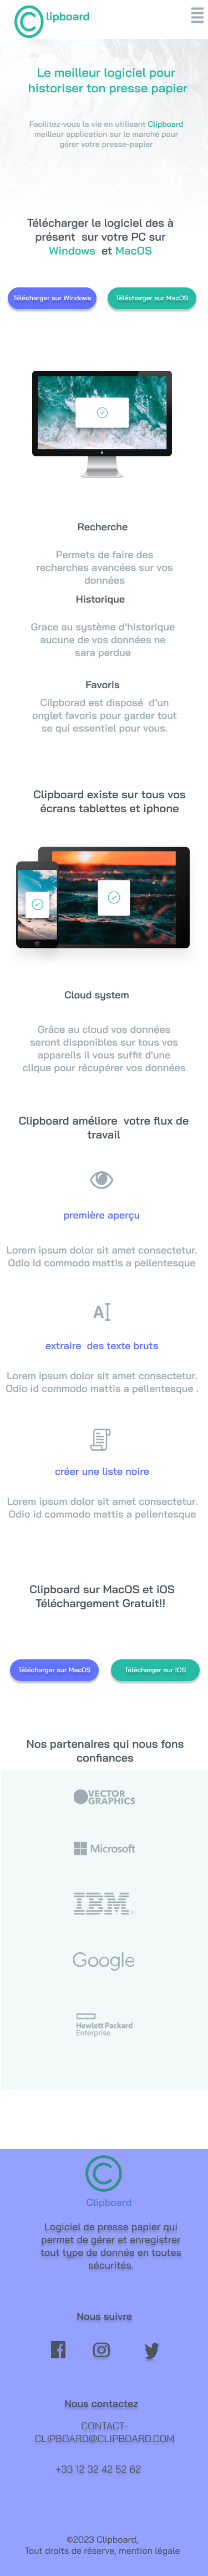 Clipboard
Le meilleur logiciel pour
historiser ton presse papier
Facilitez-vous la vie en utilisant Clipboard
meilleur application sur le marché pour
gérer votre presse-papier
Télécharger le logiciel des à
présent sur votre PC sur
Windows et MacOS
Télécharger sur Windows
Télécharger sur MacOS
Recherche
Permets de faire des
recherches avancées sur vos
données
Historique
Grace au système d'historique
aucune de vos données ne
sara perdue
Favoris
Cilpborad est disposé d'un
onglet favoris pour garder tout
se qui essentiel pour vous.
Clipboard existe sur tous vos
écrans tablettes et iphone
Cloud system
Grâce au cloud vos données
seront disponibles sur tous vos
appareils il vous suffit d'une
clique pour récupérer vos données
Clipboard améliore votre flux de
travail
première aperçu
Lorem ipsum dolor sit amet consectetur.
Odio id commodo mattis a pellentesque
extraire des texte bruts
Lorem ipsum dolor sit amet consectetur.
Odio id commodo mattis a pellentesque .
créer une liste noire
Lorem ipsum dolor sit amet consectetur.
Odio id commodo mattis a pellentesque
Clipboard sur MacOS et iOS
Téléchargement Gratuit!!
Télécharger sur MacOS
Télécharger sur iOS
Nos partenaires qui nous fons
confiances
VECTOR
GRAPHICS
Microsoft
IBM
Google
Hewlett Packard
Enterprise
Clipboard
Logiciel de presse papier qui
permet de gérer et enregistrer
tout type de donnée en toutes
sécurités.
Nous suivre
Nous contactez
CONTACT-
CLIPBOARD@CLIPBOARD.COM
+33 12 32 42 52 62
©2023 Clipboard,
Tout droits de réserve, mention légale